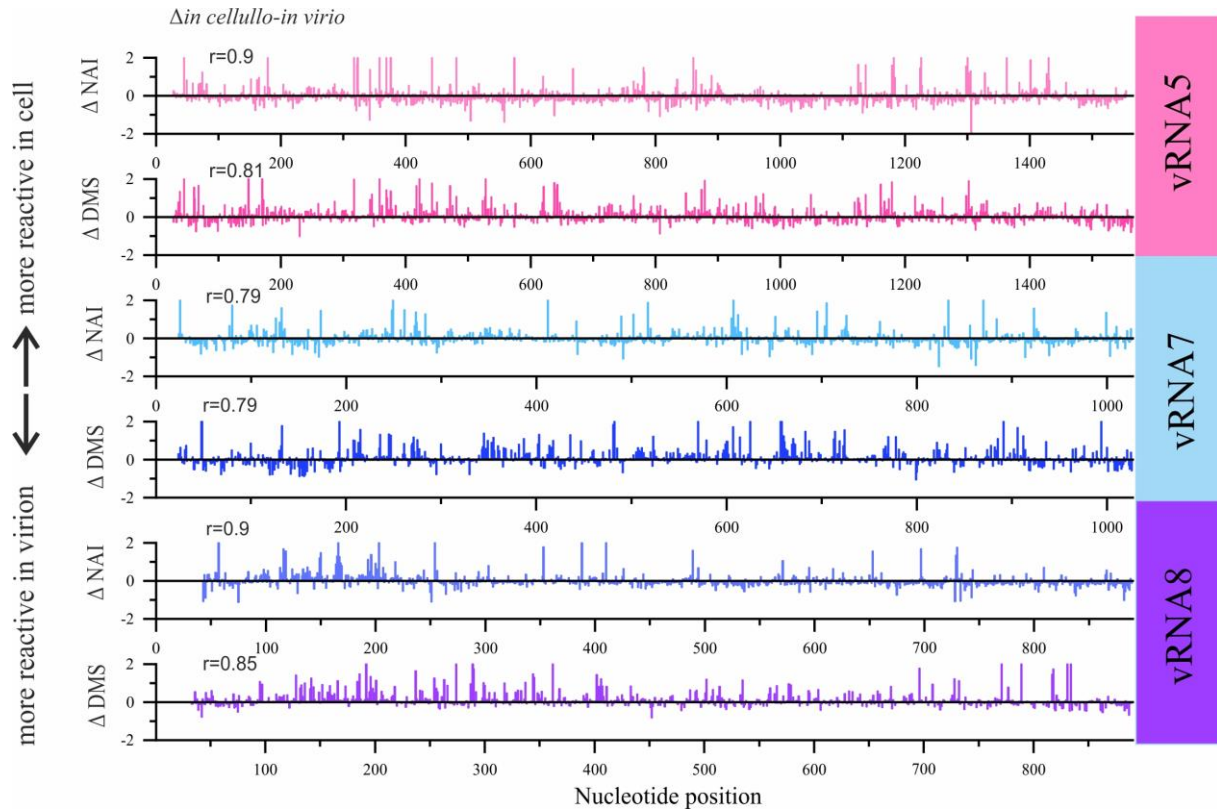 Δin cellullo-in virio
more reactive in cell
more reactive in virion
Δ NAI
r=0.9
2
0
-2
0 200 400 600 800 1000 1200 1400
Δ DMS
r=0.81
2
0
-2
0 200 400 600 800 1000 1200 1400
vRNA5
Δ NAI
r=0.79
2
0
-2
0 200 400 600 800 1000
Δ DMS
r=0.79
2
0
-2
0 200 400 600 800 1000
vRNA7
Δ NAI
r=0.9
2
0
-2
0 100 200 300 400 500 600 700 800
Δ DMS
r=0.85
2
0
-2
100 200 300 400 500 600 700 800
vRNA8
Nucleotide position